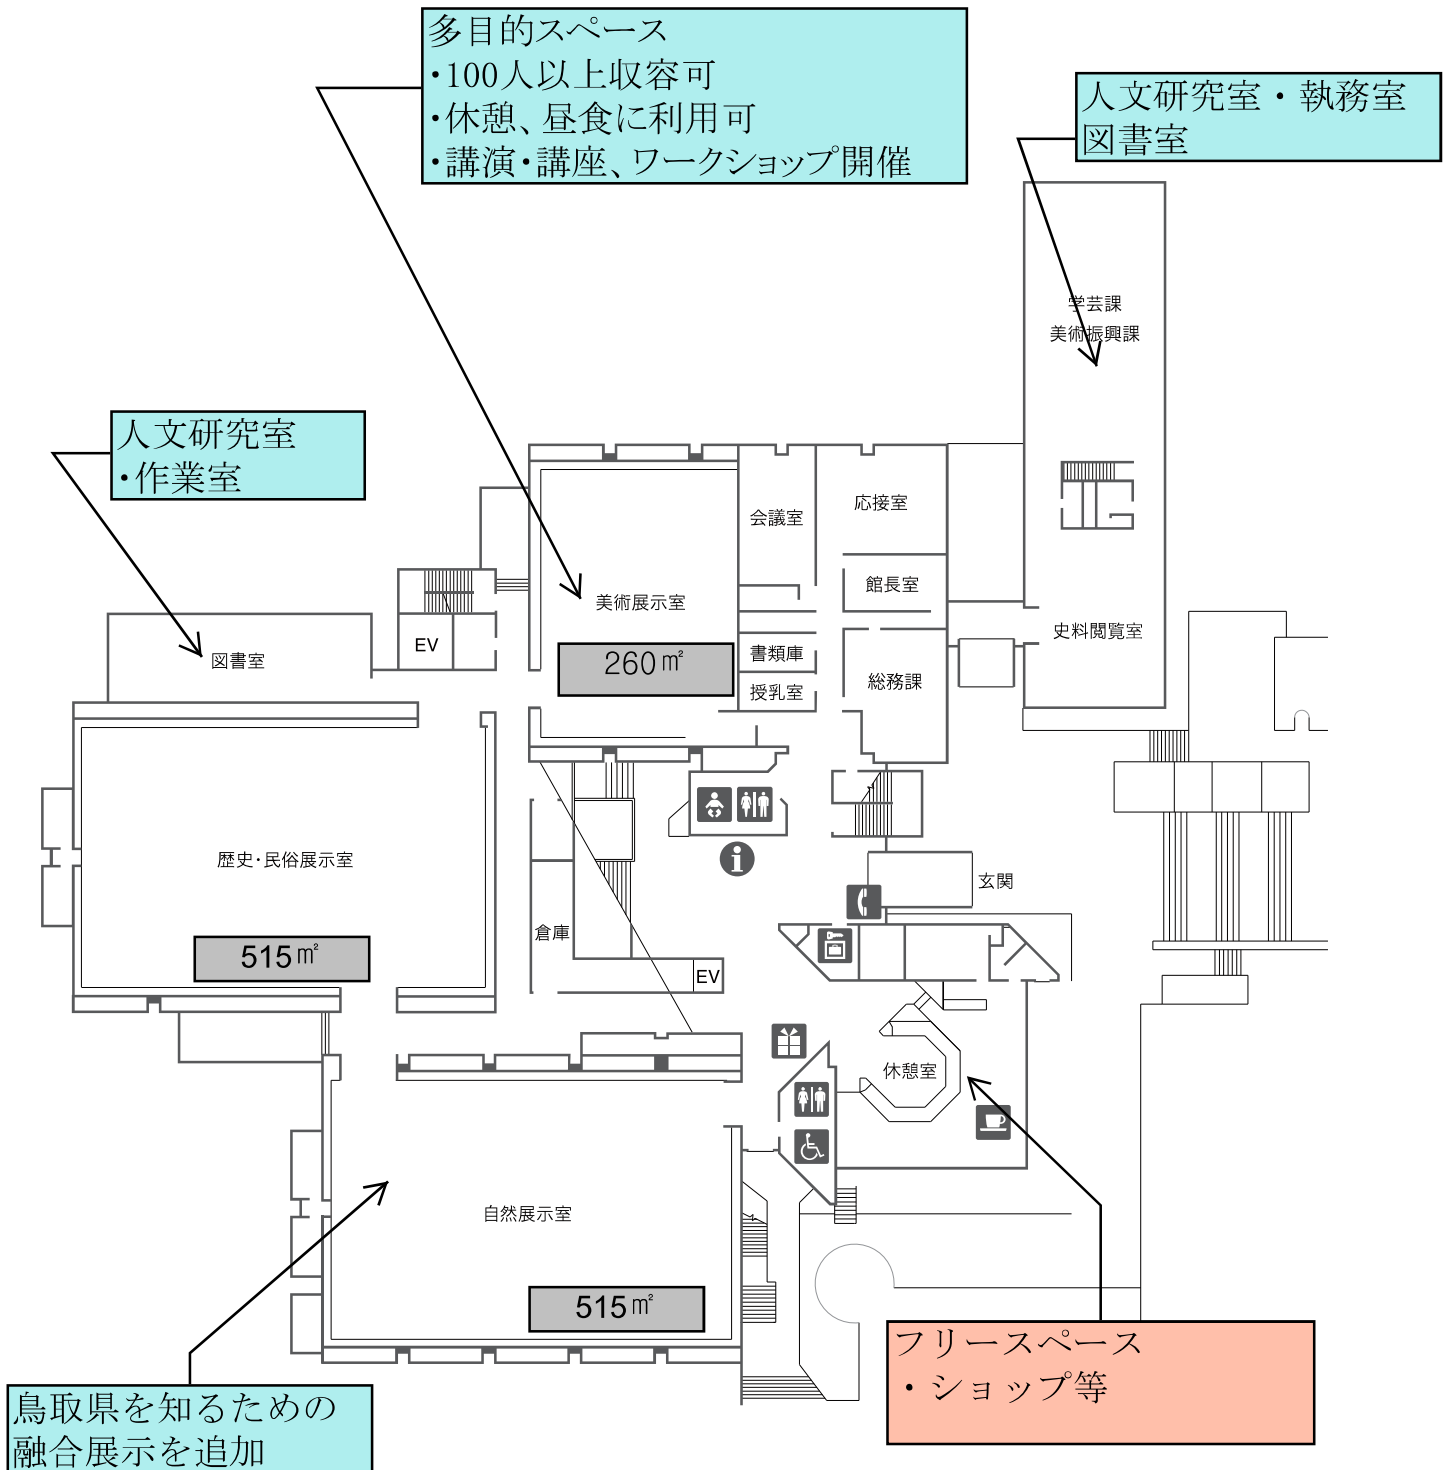 多目的スペース
・100人以上収容可
・休憩、昼食に利用可
・講演・講座、ワークショップ開催
人文研究室・執務室
図書室
学芸課
美術振興課
人文研究室
・作業室
会議室
応接室
館長室
美術展示室
260㎡
書類庫
授乳室
総務課
史料閲覧室
EV
図書室
歴史・民俗展示室
515㎡
倉庫
EV
玄関
休憩室
自然展示室
515㎡
フリースペース
・ショップ等
鳥取県を知るための
融合展示を追加